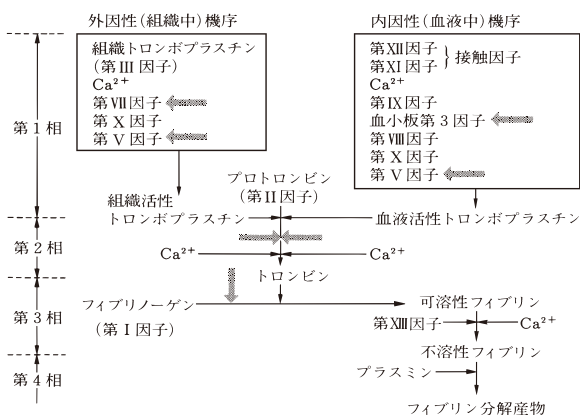 外因性(組織中)機序
組織トロンボプラスチン
(第III因子)
Ca²⁺
第VII因子
第X因子
第V因子
内因性(血液中)機序
第XII因子
第XI因子
接触因子
Ca²⁺
第IX因子
血小板第3因子
第VIII因子
第X因子
第V因子
第1相
プロトロンビン
(第II因子)
組織活性
トロンボプラスチン
血液活性トロンボプラスチン
第2相
Ca²⁺
Ca²⁺
トロンビン
第3相
フィブリノーゲン
(第I因子)
可溶性フィブリン
第XIII因子
Ca²⁺
不溶性フィブリン
第4相
プラスミン
フィブリン分解産物